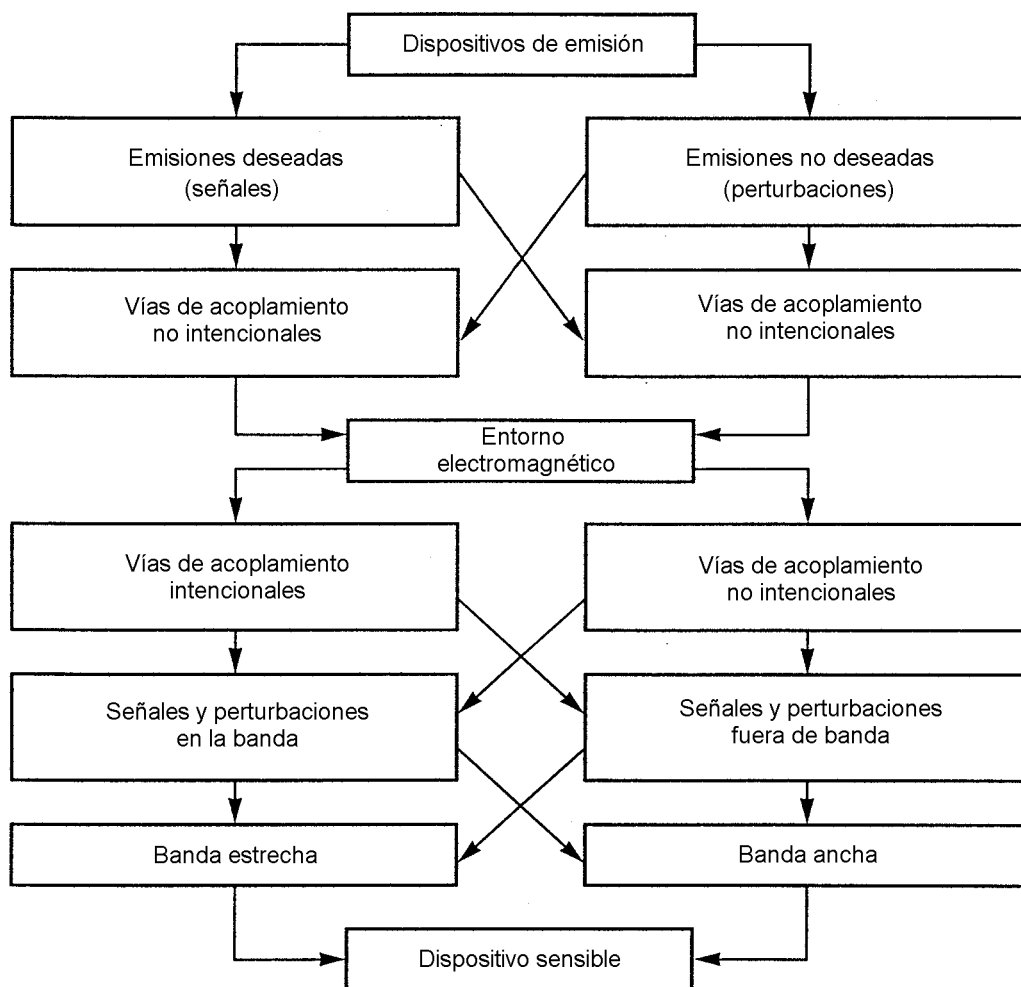 Dispositivos de emisión
Emisiones deseadas
(señales)
Emisiones no deseadas
(perturbaciones)
Vías de acoplamiento
no intencionales
Vías de acoplamiento
no intencionales
Entorno
electromagnético
Vías de acoplamiento
intencionales
Vías de acoplamiento
no intencionales
Señales y perturbaciones
en la banda
Señales y perturbaciones
fuera de banda
Banda estrecha
Banda ancha
Dispositivo sensible